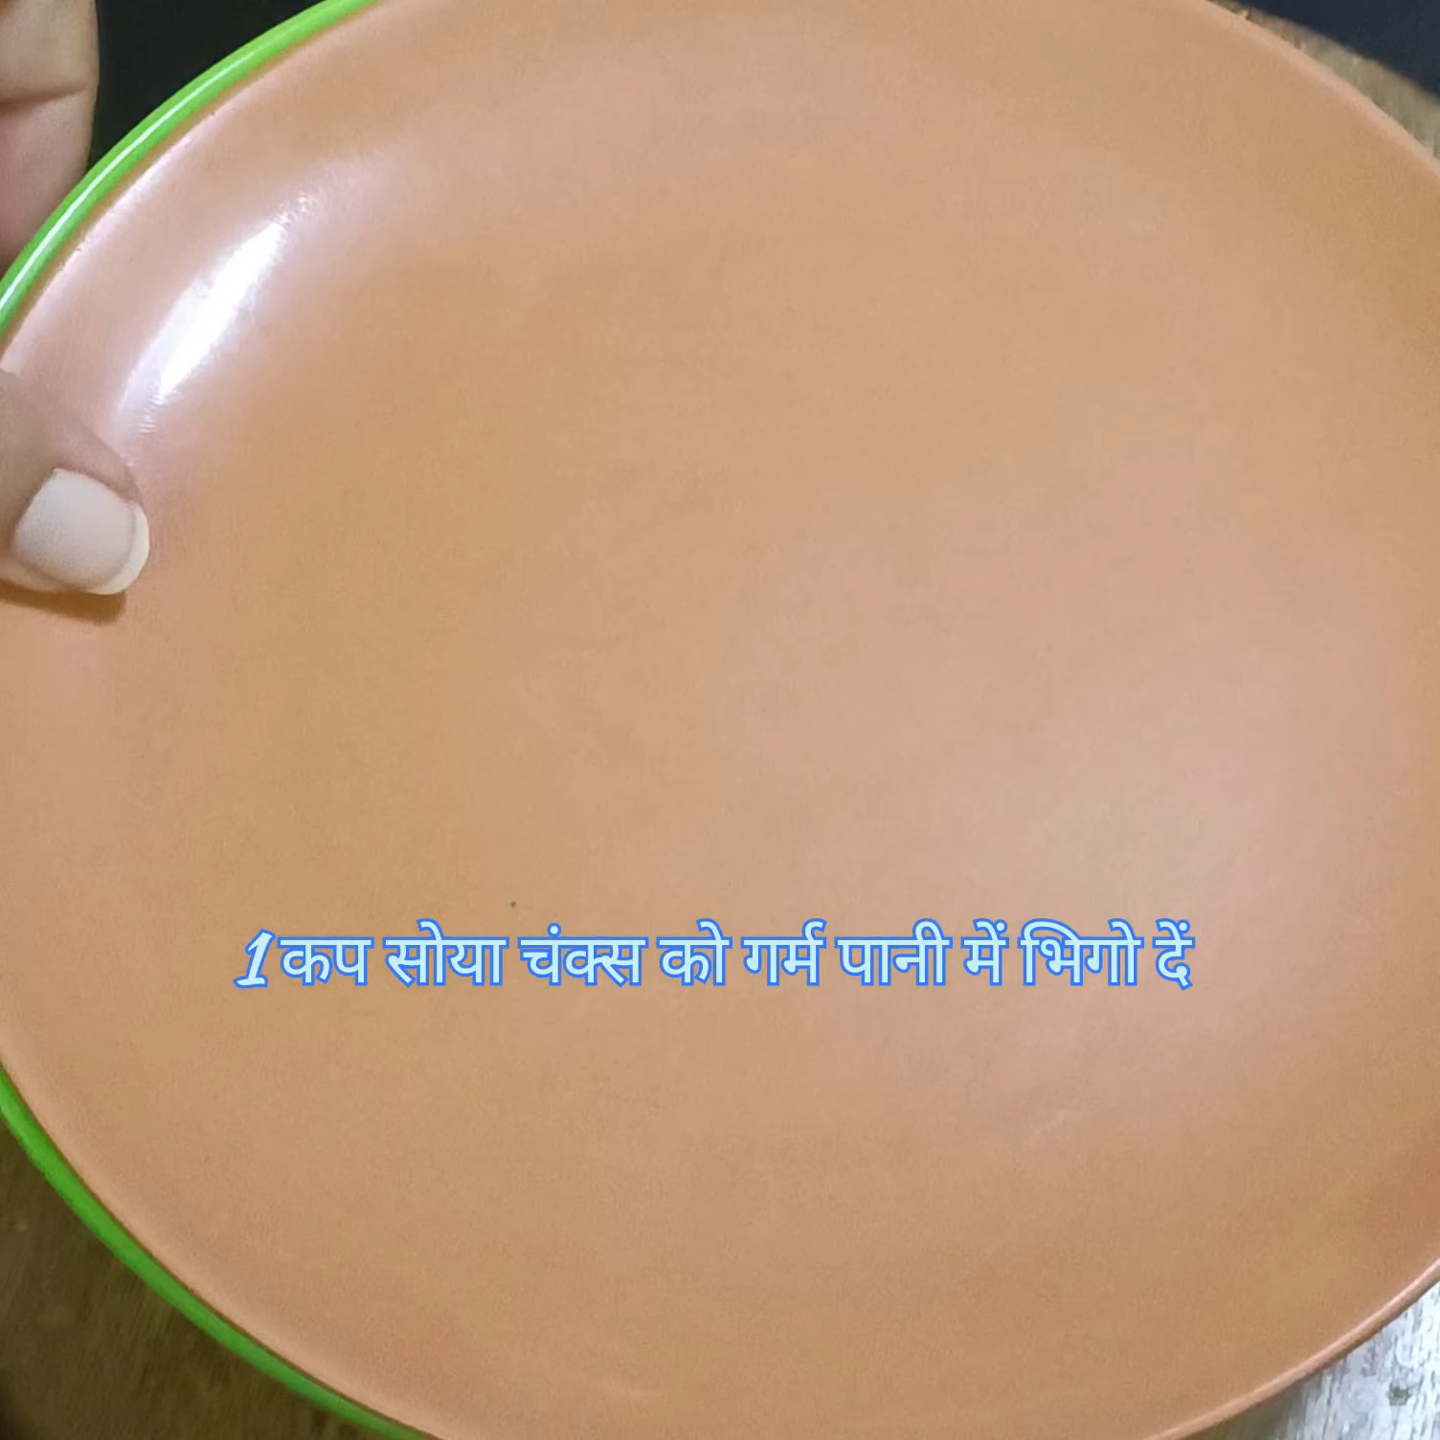 1 कप सोया चंक्स को गर्म पानी में भिगो दें